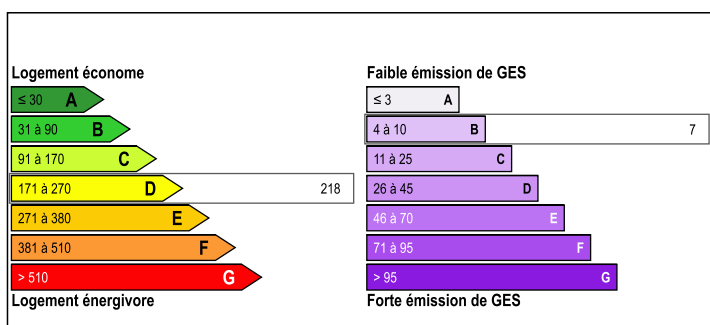 Logement économe
≤ 30 A
31 à 90 B
91 à 170 C
171 à 270 D 218
271 à 380 E
381 à 510 F
> 510 G
Logement énergivore
Faible émission de GES
≤ 3 A
4 à 10 B 7
11 à 25 C
26 à 45 D
46 à 70 E
71 à 95 F
> 95 G
Forte émission de GES